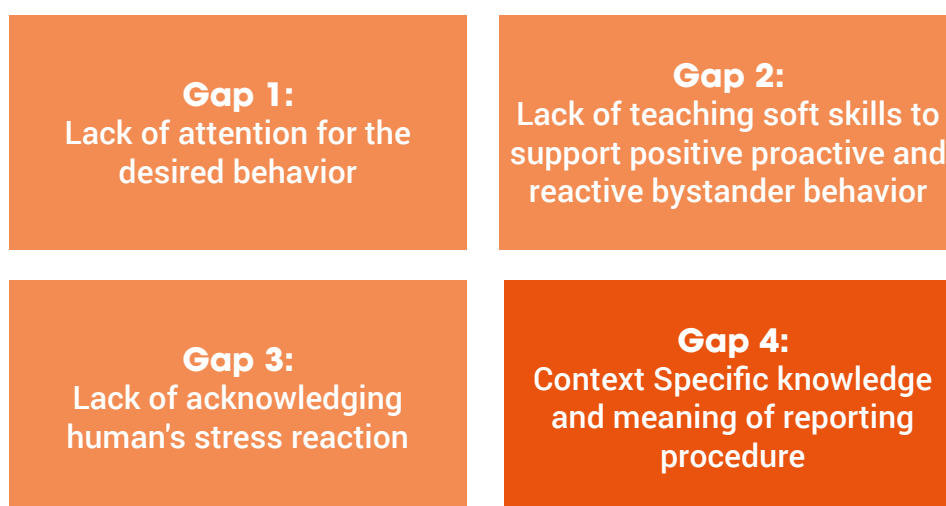 Gap 1:
Lack of attention for the
desired behavior
Gap 2:
Lack of teaching soft skills to
support positive proactive and
reactive bystander behavior
Gap 3:
Lack of acknowledging
human's stress reaction
Gap 4:
Context Specific knowledge
and meaning of reporting
procedure